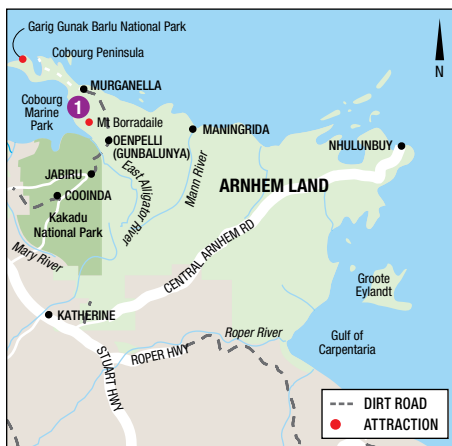 Garig Gunak Barlu National Park
Cobourg Peninsula
N
MURGANELLA
Cobourg
Marine
Park
1
Mt Borradaile
OENPELLI
(GUNBALUNYA)
MANINGRIDA
NHULUNBUY
JABIRU
COOINDA
Kakadu
National Park
East Alligator
River
Mann River
ARNHEM LAND
Mary River
CENTRAL ARNHEM RD
Groote
Eylandt
KATHERINE
Roper River
Gulf of
Carpentaria
STUART HWY
ROPER HWY
DIRT ROAD
ATTRACTION